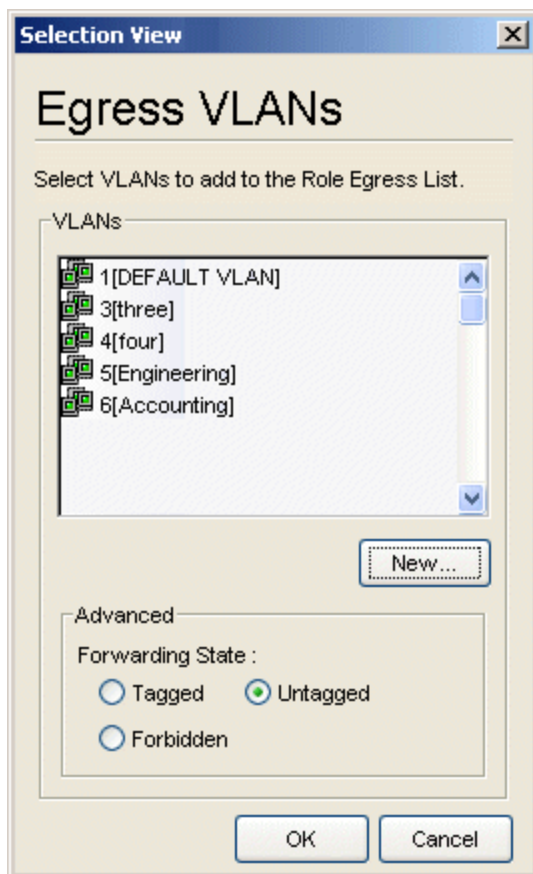 Selection View
Egress VLANs
Select VLANs to add to the Role Egress List.
VLANs
1[DEFAULT VLAN]
3[three]
4[four]
5[Engineering]
6[Accounting]
New...
Advanced
Forwarding State :
Tagged Untagged
Forbidden
OK Cancel